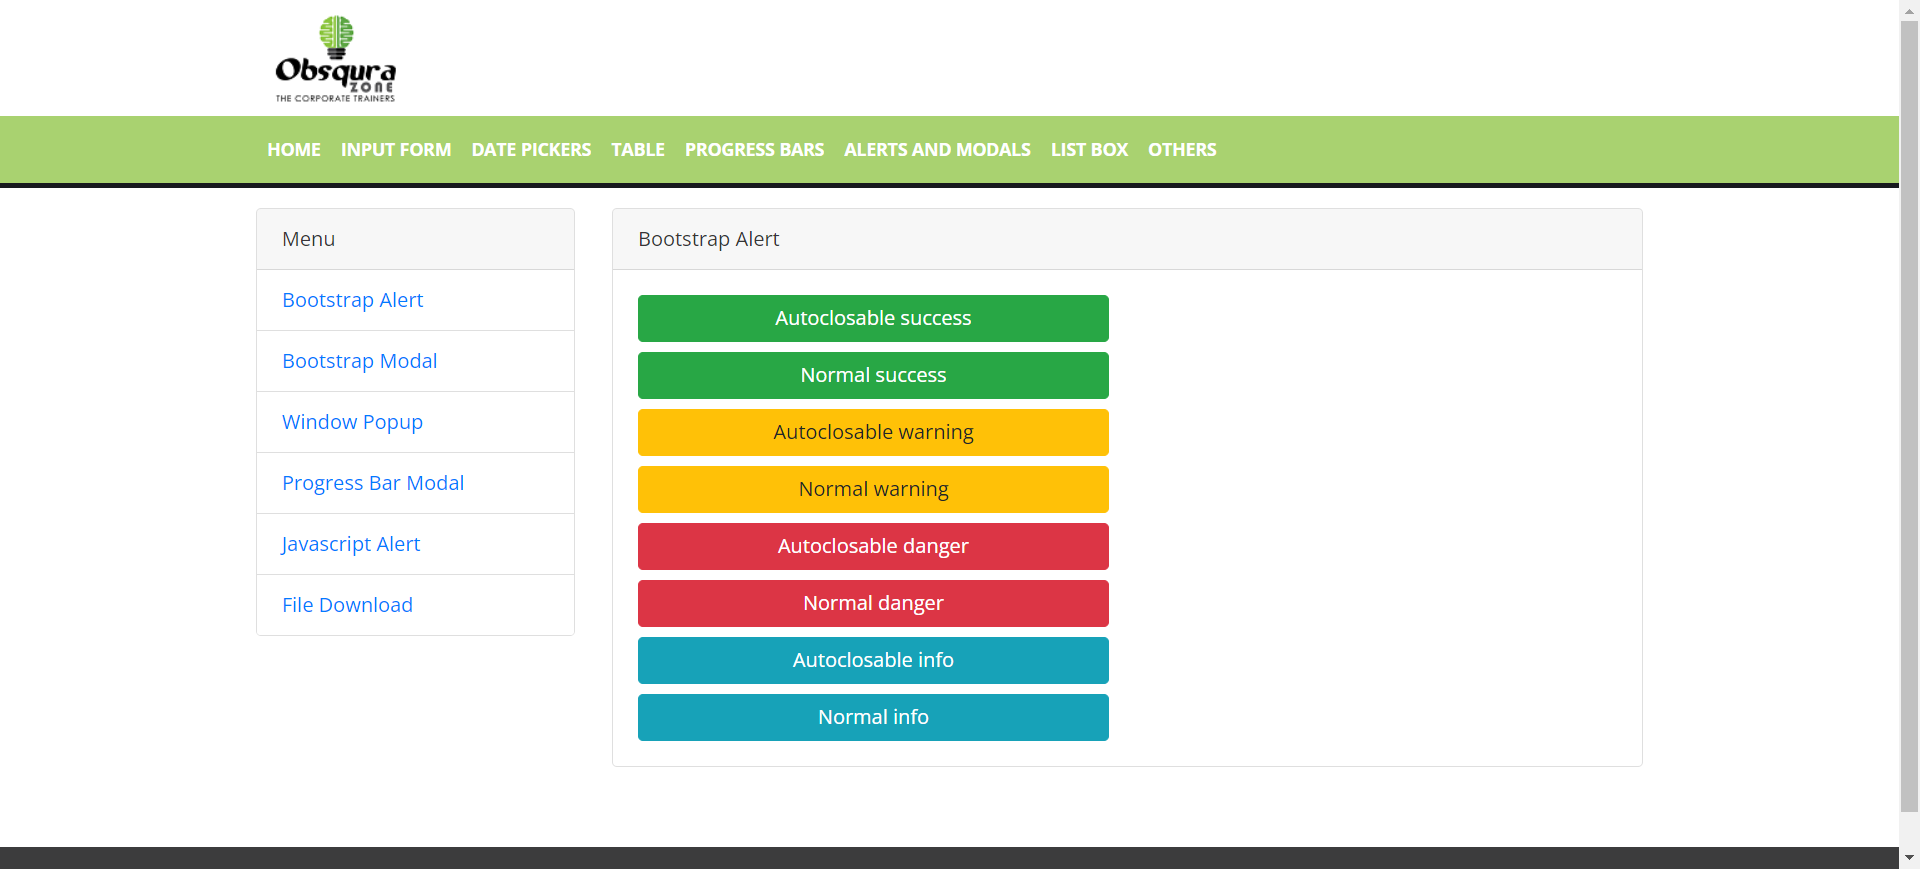 Obsqura
ZONE
THE CORPORATE TRAINERS
HOME INPUT FORM DATE PICKERS TABLE PROGRESS BARS ALERTS AND MODALS LIST BOX OTHERS
Menu
Bootstrap Alert
Bootstrap Modal
Window Popup
Progress Bar Modal
Javascript Alert
File Download
Bootstrap Alert
Autoclosable success
Normal success
Autoclosable warning
Normal warning
Autoclosable danger
Normal danger
Autoclosable info
Normal info